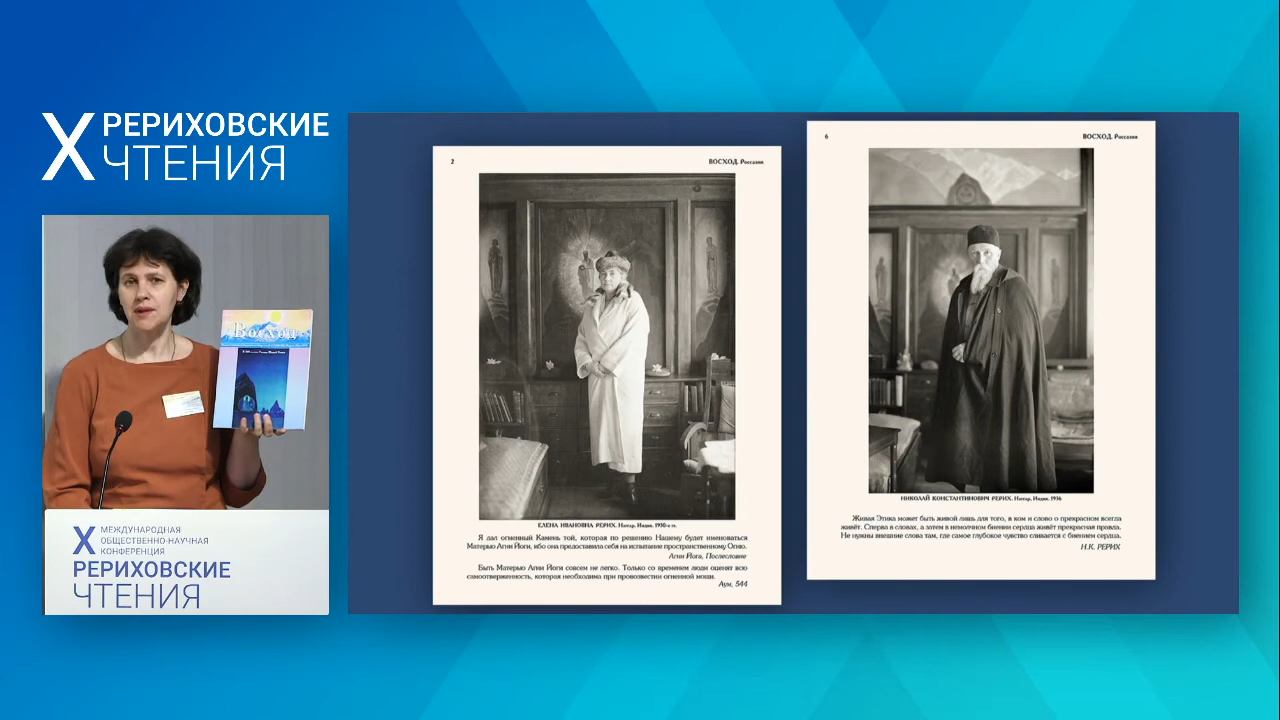 X РЕРИХОВСКИЕ
ЧТЕНИЯ
Восход
X МЕЖДУНАРОДНАЯ
ОБЩЕСТВЕННО-НАУЧНАЯ
КОНФЕРЕНЦИЯ
РЕРИХОВСКИЕ
ЧТЕНИЯ
2 ВОСХОД. Россазия
ЕЛЕНА ИВАНОВНА РЕРИХ. Наггар, Индия. 1930-е гг.
Я дал огненный Камень той, которая по решению Нашему будет именоваться
Матерью Агни Йоги, ибо она предоставила себя на испытание пространственному Огню.
Агни Йога, Послесловие
Быть Матерью Агни Йоги совсем не легко. Только со временем люди оценят всю
самоотверженность, которая необходима при провозвестии огненной мощи.
Аум, 544
6 ВОСХОД. Россазия
НИКОЛАЙ КОНСТАНТИНОВИЧ РЕРИХ. Наггар, Индия. 1936
Живая Этика может быть живой лишь для того, в ком и слово о прекрасном всегда
живёт. Сперва в словах, а затем в немолчном биении сердца живёт прекрасная правда.
Не нужны внешние слова там, где самое глубокое чувство сливается с биением сердца.
Н.К. РЕРИХ